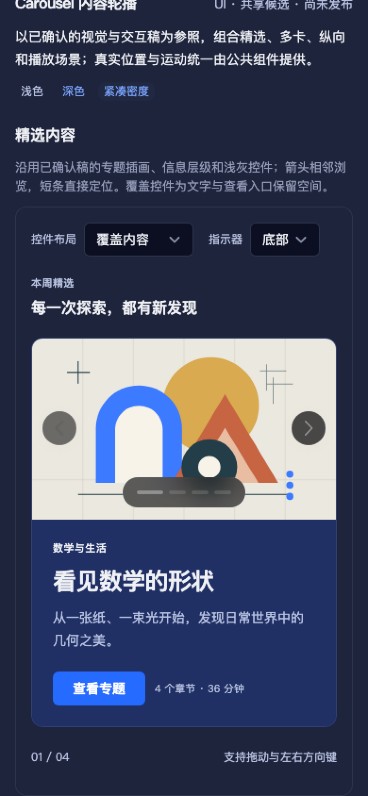 Carousel 内容轮播
UI · 共享候选 · 尚未发布
以已确认的视觉与交互稿为参照，组合精选、多卡、纵向
和播放场景；真实位置与运动统一由公共组件提供。
浅色 深色 紧凑密度
精选内容
沿用已确认稿的专题插画、信息层级和浅灰控件；箭头相邻浏
览，短条直接定位。覆盖控件为文字与查看入口保留空间。
控件布局 覆盖内容 指示器 底部
本周精选
每一次探索，都有新发现
数学与生活
看见数学的形状
从一张纸、一束光开始，发现日常世界中的
几何之美。
查看专题 4 个章节 · 36 分钟
01 / 04 支持拖动与左右方向键